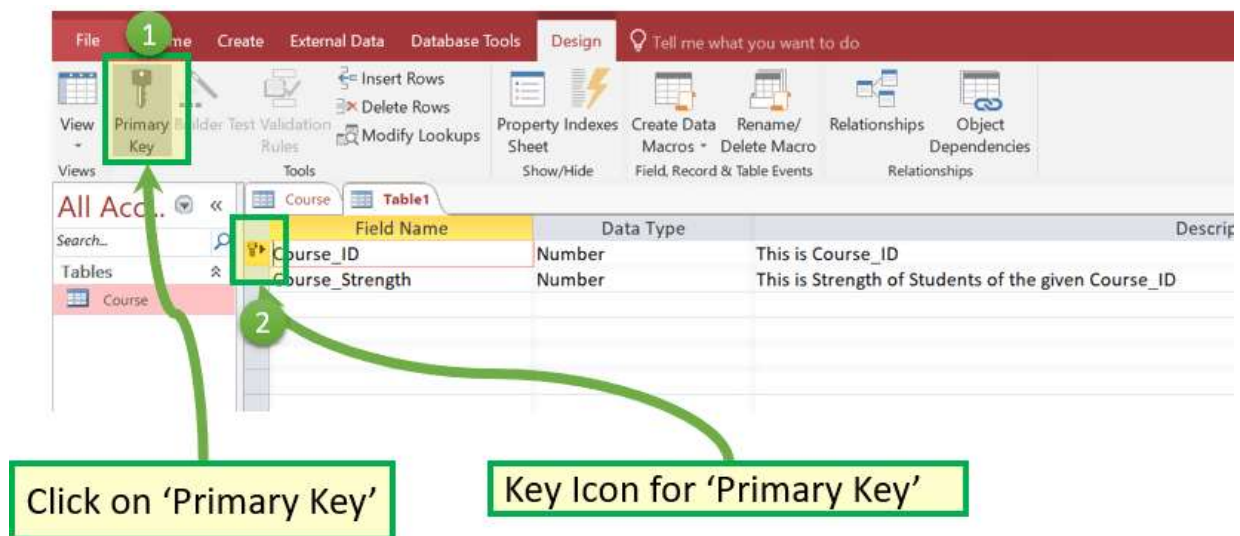 File 1 me Create External Data Database Tools Design Tell me what you want to do
View Primary Key lder Test Validation Rules Insert Rows Delete Rows Modify Lookups Property Sheet Indexes Create Data Macros Rename/ Delete Macro Relationships Object Dependencies
Views Tools Show/Hide Field, Record & Table Events Relationships
All Acc... « Course Table1
Search... Field Name Data Type Descrip
Course_ID Number This is Course_ID
Tables Course_Strength Number This is Strength of Students of the given Course_ID
Course
2
Click on ‘Primary Key’ Key Icon for ‘Primary Key’